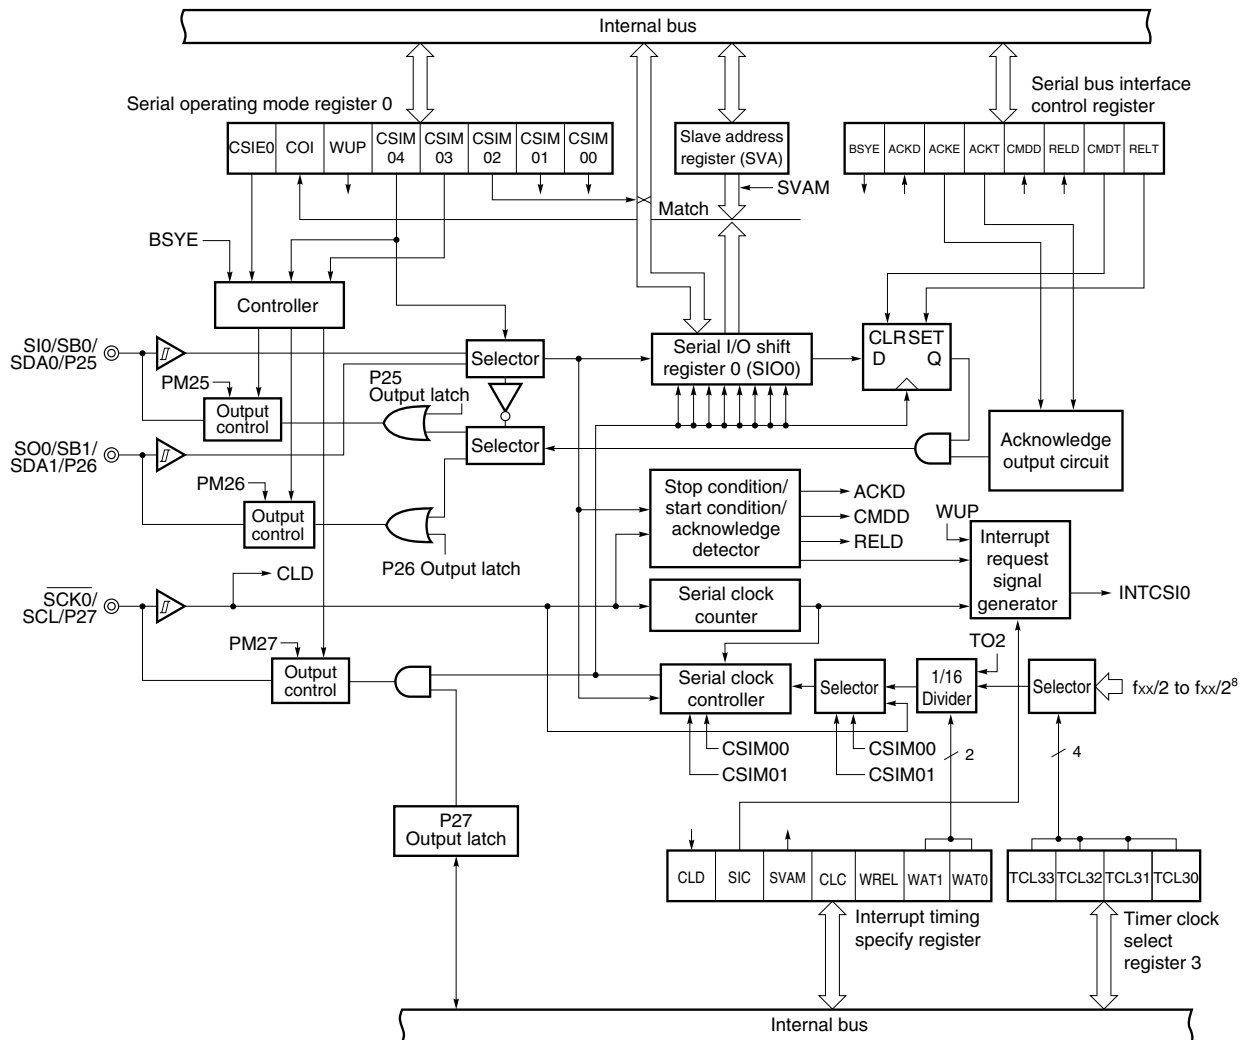 Internal bus
Serial operating mode register 0
Serial bus interface
control register
CSIE0 COI WUP CSIM
04 CSIM
03 CSIM
02 CSIM
01 CSIM
00
Slave address
register (SVA)
BSYE ACKD ACKE ACKT CMDD RELD CMDT RELT
SVAM
Match
BSYE
Controller
SI0/SB0/
SDA0/P25
Selector
Serial I/O shift
register 0 (SIO0)
CLR SET
D Q
PM25
P25
Output latch
Output
control
SO0/SB1/
SDA1/P26
Selector
Acknowledge
output circuit
PM26
Output
control
P26 Output latch
Stop condition/
start condition/
acknowledge
detector
ACKD
CMDD
RELD
WUP
Interrupt
request
signal
generator
INTCSI0
CLD
SCK0/
SCL/P27
Serial clock
counter
PM27
Output
control
TO2
Serial clock
controller
Selector
1/16
Divider
Selector
fxx/2 to fxx/2⁸
CSIM00
CSIM01
CSIM00
CSIM01
2
4
P27
Output latch
CLD SIC SVAM CLC WREL WAT1 WAT0
TCL33 TCL32 TCL31 TCL30
Interrupt timing
specify register
Timer clock
select
register 3
Internal bus